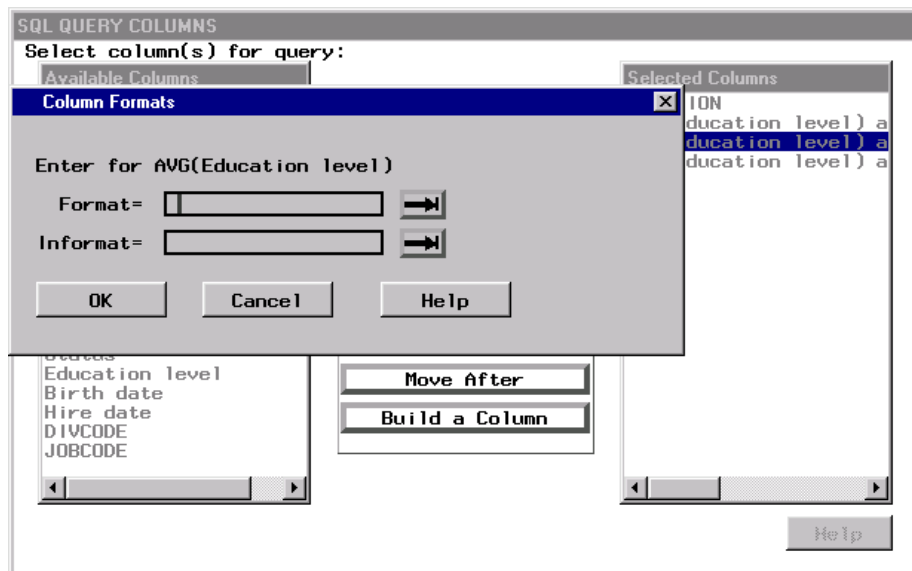 SQL QUERY COLUMNS
Select column(s) for query:
Available Columns
Selected Columns
Column Formats
ION
ducation level) a
ducation level) a
ducation level) a
Enter for AVG(Education level)
Format=
Informat=
OK
Cancel
Help
Status
Education level
Birth date
Hire date
DIVCODE
JOBCODE
Move After
Build a Column
Help